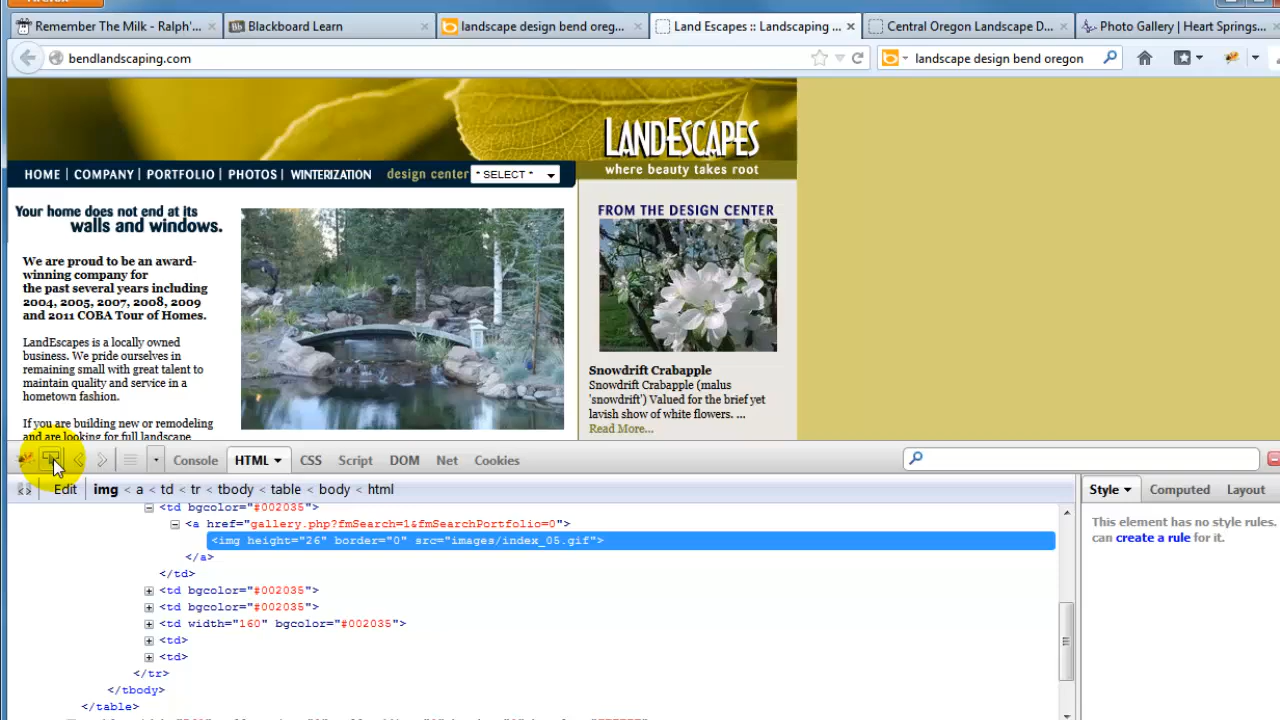 Remember The Milk - Ralph'... × Blackboard Learn × landscape design bend oreg... × Land Escapes :: Landscaping ... × Central Oregon Landscape D... × Photo Gallery | Heart Springs... ×
bendlandscaping.com landscape design bend oregon
LANDESCAPES
where beauty takes root
HOME | COMPANY | PORTFOLIO | PHOTOS | WINTERIZATION design center * SELECT *
Your home does not end at its
walls and windows.
We are proud to be an award-
winning company for
the past several years including
2004, 2005, 2007, 2008, 2009
and 2011 COBA Tour of Homes.
LandEscapes is a locally owned
business. We pride ourselves in
remaining small with great talent to
maintain quality and service in a
hometown fashion.
If you are building new or remodeling
and are looking for full landscape
FROM THE DESIGN CENTER
Snowdrift Crabapple
Snowdrift Crabapple (malus
'snowdrift') Valued for the brief yet
lavish show of white flowers. ...
Read More...
Console HTML CSS Script DOM Net Cookies
Edit img < a < td < tr < tbody < table < body < html
Style Computed Layout
<td bgcolor="#002035">
<a href="gallery.php?fmSearch=1&fmSearchPortfolio=0">
<img height="26" border="0" src="images/index_05.gif">
</a>
</td>
<td bgcolor="#002035">
<td bgcolor="#002035">
<td width="160" bgcolor="#002035">
<td>
<td>
</tr>
</tbody>
</table>
This element has no style rules.
can create a rule for it.